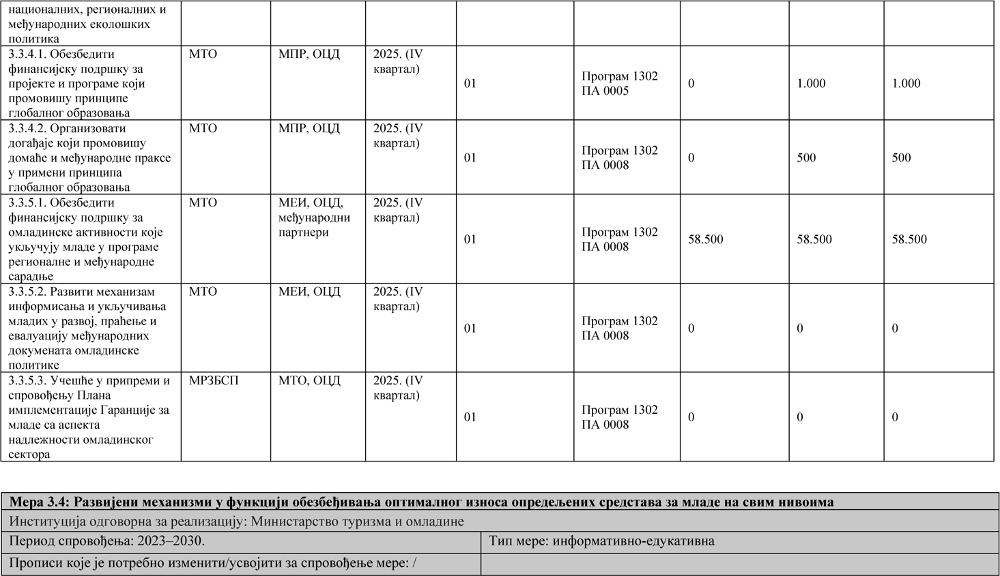 националних, регионалних и
међународних еколошких
политика
3.3.4.1. Обезбедити
финансијску подршку за
пројекте и програме који
промовишу принципе
глобалног образовања
МТО
МПР, ОЦД
2025. (IV
квартал)
01
Програм 1302
ПА 0005
0
1.000
1.000
3.3.4.2. Организовати
догађаје који промовишу
домаће и међународне праксе
у примени принципа
глобалног образовања
МТО
МПР, ОЦД
2025. (IV
квартал)
01
Програм 1302
ПА 0008
0
500
500
3.3.5.1. Обезбедити
финансијску подршку за
омладинске активности које
укључују младе у програме
регионалне и међународне
сарадње
МТО
МЕИ, ОЦД,
међународни
партнери
2025. (IV
квартал)
01
Програм 1302
ПА 0008
58.500
58.500
58.500
3.3.5.2. Развити механизам
информисања и укључивања
младих у развој, праћење и
евалуацију међународних
докумената омладинске
политике
МТО
МЕИ, ОЦД
2025. (IV
квартал)
01
Програм 1302
ПА 0008
0
0
0
3.3.5.3. Учешће у припреми и
спровођењу Плана
имплементације Гаранције за
младе са аспекта
надлежности омладинског
сектора
МРЗБСП
МТО, ОЦД
2025. (IV
квартал)
01
Програм 1302
ПА 0008
0
0
0
Мера 3.4: Развијени механизми у функцији обезбеђивања оптималног износа опредељених средстава за младе на свим нивоима
Институција одговорна за реализацију: Министарство туризма и омладине
Период спровођења: 2023–2030.
Тип мере: информативно-едукативна
Прописи које је потребно изменити/усвојити за спровођење мере: /